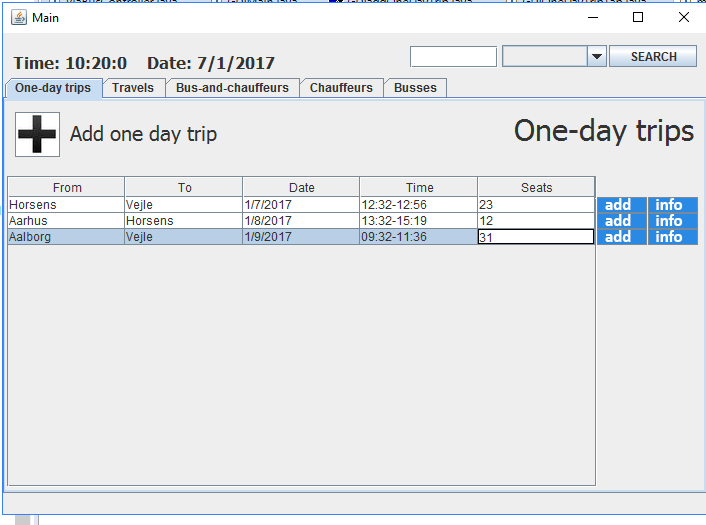 Main
Time: 10:20:0 Date: 7/1/2017 SEARCH
One-day trips Travels Bus-and-chauffeurs Chauffeurs Busses
Add one day trip One-day trips
From To Date Time Seats
Horsens Vejle 1/7/2017 12:32-12:56 23 add info
Aarhus Horsens 1/8/2017 13:32-15:19 12 add info
Aalborg Vejle 1/9/2017 09:32-11:36 31 add info